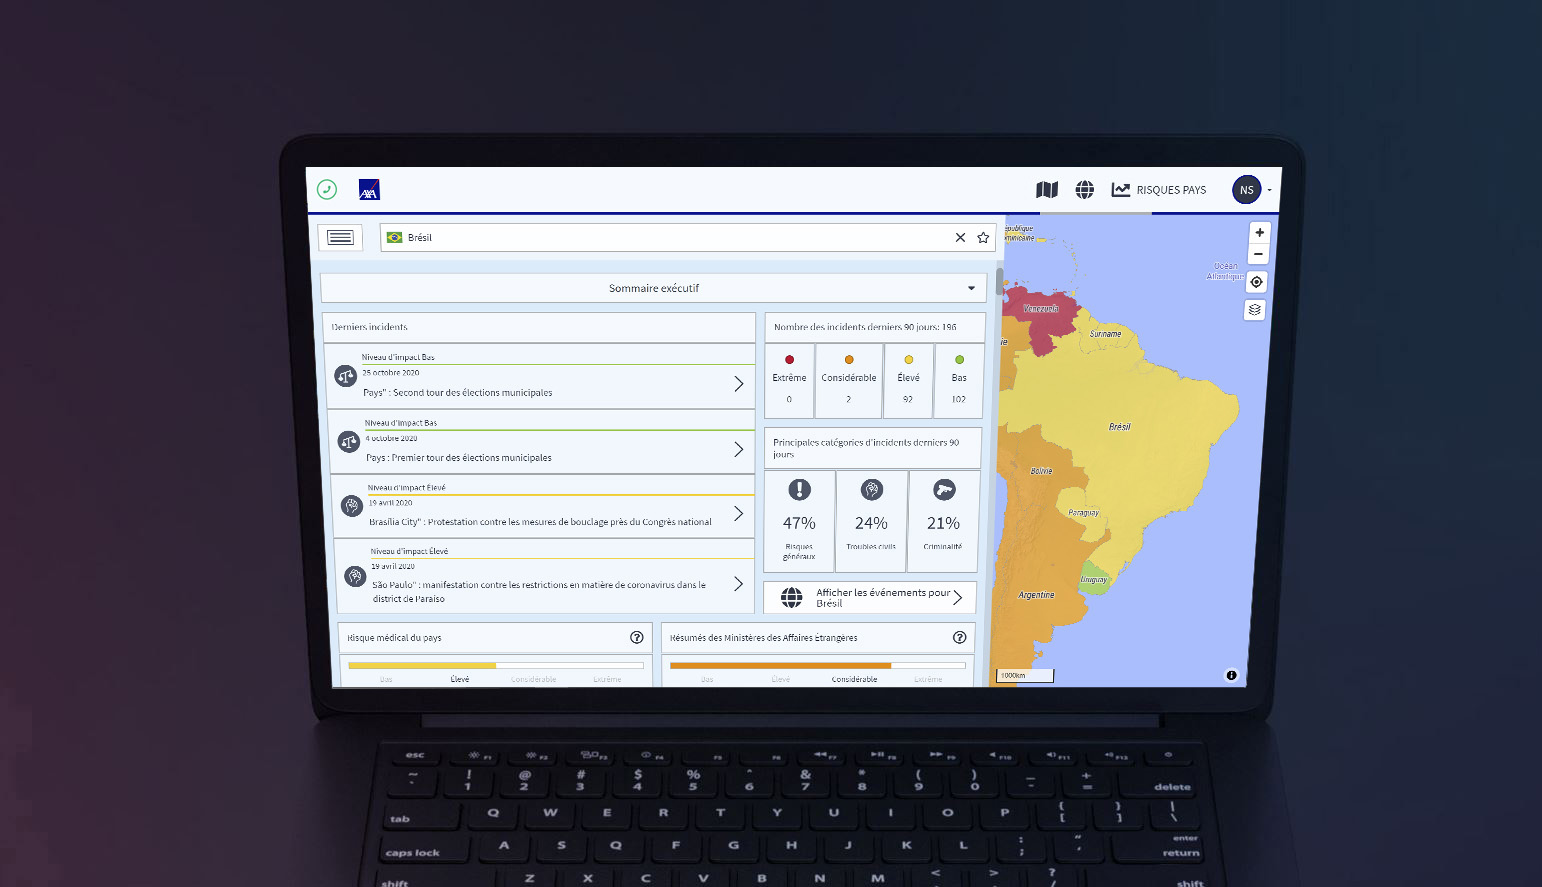 AXA
RISQUES PAYS
NS
Brésil
Sommaire exécutif
Derniers incidents
Niveau d'impact Bas
25 octobre 2020
Pays" : Second tour des élections municipales
Niveau d'impact Bas
4 octobre 2020
Pays : Premier tour des élections municipales
Niveau d'impact Élevé
19 avril 2020
Brasília City" : Protestation contre les mesures de bouclage près du Congrès national
Niveau d'impact Élevé
19 avril 2020
São Paulo" : manifestation contre les restrictions en matière de coronavirus dans le
district de Paraíso
Nombre des incidents derniers 90 jours: 196
Extrême
Considérable
Élevé
Bas
0
2
92
102
Principales catégories d'incidents derniers 90
jours
47%
24%
21%
Risques
généraux
Troubles civils
Criminalité
Afficher les événements pour
Brésil
Risque médical du pays
?
Bas
Élevé
Considérable
Extrême
Résumés des Ministères des Affaires Étrangères
?
Bas
Élevé
Considérable
Extrême
épublique
ominicaine
Océan
Atlantique
+
−
Venezuela
Suriname
ie
Brésil
Bolivie
Paraguay
Uruguay
Argentine
1000km
i
esc F1 F2 F3 F4 F5 F6 F7 F8 F9 F10 F11 F12
~ ! @ # $ % ^ & * ( ) _ +
` 1 2 3 4 5 6 7 8 9 0 - = delete
tab Q W E R T Y U I O P { [ } ] | \
caps lock A S D F G H J K L : ; " ' enter
return
shift Z X C V B N M < > ? shift